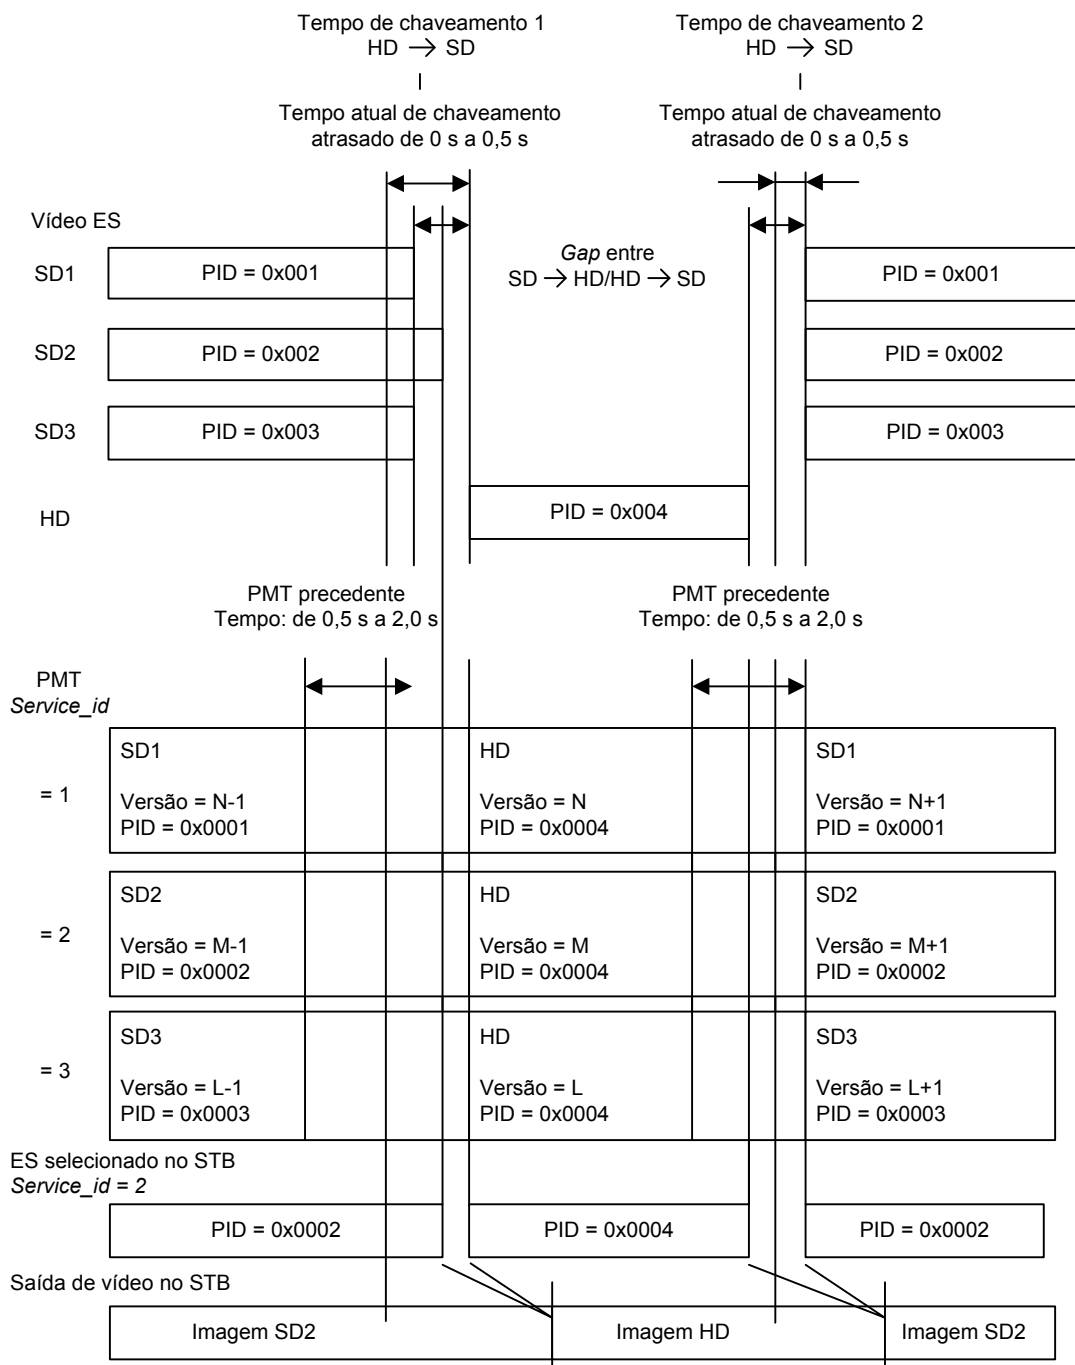 Tempo de chaveamento 1
HD → SD
Tempo de chaveamento 2
HD → SD
Tempo atual de chaveamento
atrasado de 0 s a 0,5 s
Tempo atual de chaveamento
atrasado de 0 s a 0,5 s
Vídeo ES
SD1
PID = 0x001
Gap entre
SD → HD/HD → SD
PID = 0x001
SD2
PID = 0x002
PID = 0x002
SD3
PID = 0x003
PID = 0x003
HD
PID = 0x004
PMT precedente
Tempo: de 0,5 s a 2,0 s
PMT precedente
Tempo: de 0,5 s a 2,0 s
PMT
Service_id
= 1
SD1
Versão = N-1
PID = 0x0001
HD
Versão = N
PID = 0x0004
SD1
Versão = N+1
PID = 0x0001
= 2
SD2
Versão = M-1
PID = 0x0002
HD
Versão = M
PID = 0x0004
SD2
Versão = M+1
PID = 0x0002
= 3
SD3
Versão = L-1
PID = 0x0003
HD
Versão = L
PID = 0x0004
SD3
Versão = L+1
PID = 0x0003
ES selecionado no STB
Service_id = 2
PID = 0x0002
PID = 0x0004
PID = 0x0002
Saída de vídeo no STB
Imagem SD2
Imagem HD
Imagem SD2